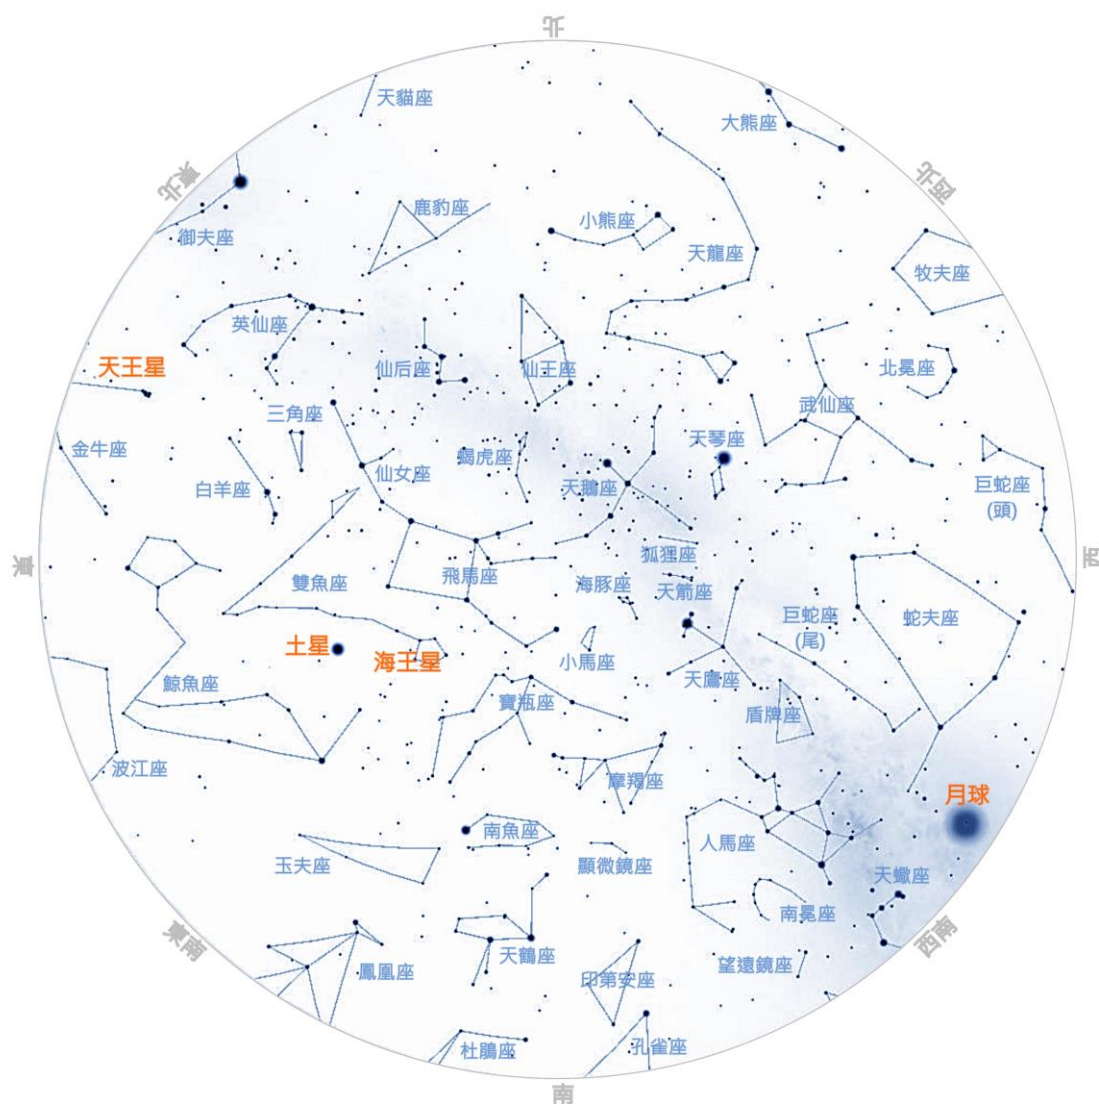 北
天貓座
大熊座
東北
西北
鹿豹座
小熊座
御夫座
天龍座
牧夫座
英仙座
天王星
仙后座
仙王座
北冕座
三角座
武仙座
天琴座
金牛座
蝎虎座
仙女座
白羊座
天鵝座
巨蛇座
(頭)
狐狸座
東
西
飛馬座
雙魚座
海豚座
天箭座
巨蛇座
(尾)
蛇夫座
土星
海王星
小馬座
天鷹座
鯨魚座
寶瓶座
盾牌座
波江座
摩羯座
月球
南魚座
人馬座
玉夫座
顯微鏡座
天蠍座
南冕座
東南
西南
天鶴座
鳳凰座
望遠鏡座
印第安座
杜鵑座
孔雀座
南